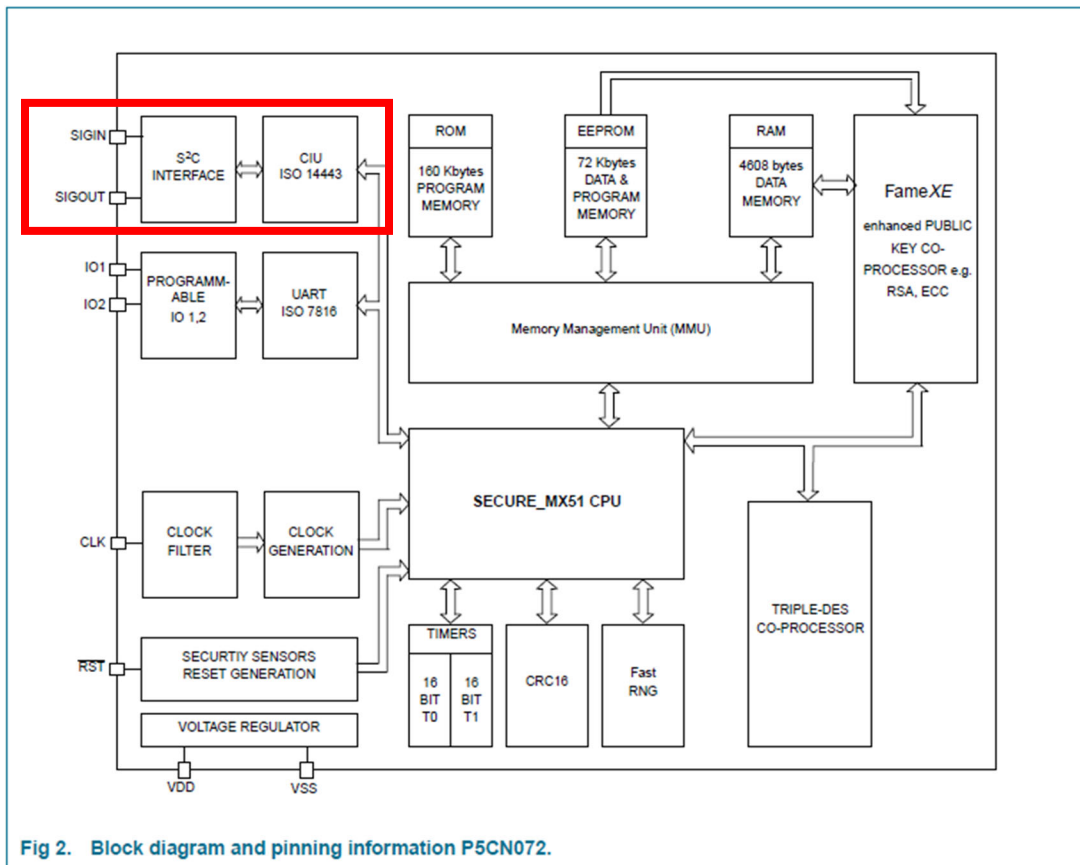 SIGIN
SIGOUT
S²C
INTERFACE
CIU
ISO 14443
ROM
160 Kbytes
PROGRAM
MEMORY
EEPROM
72 Kbytes
DATA &
PROGRAM
MEMORY
RAM
4608 bytes
DATA
MEMORY
FameXE
enhanced PUBLIC
KEY CO-
PROCESSOR e.g.
RSA, ECC
IO1
IO2
PROGRAMM-
ABLE
IO 1,2
UART
ISO 7816
Memory Management Unit (MMU)
SECURE_MX51 CPU
CLK
CLOCK
FILTER
CLOCK
GENERATION
TRIPLE-DES
CO-PROCESSOR
RST
SECURTIY SENSORS
RESET GENERATION
TIMERS
16
BIT
T0
16
BIT
T1
CRC16
Fast
RNG
VOLTAGE REGULATOR
VDD
VSS
Fig 2. Block diagram and pinning information P5CN072.